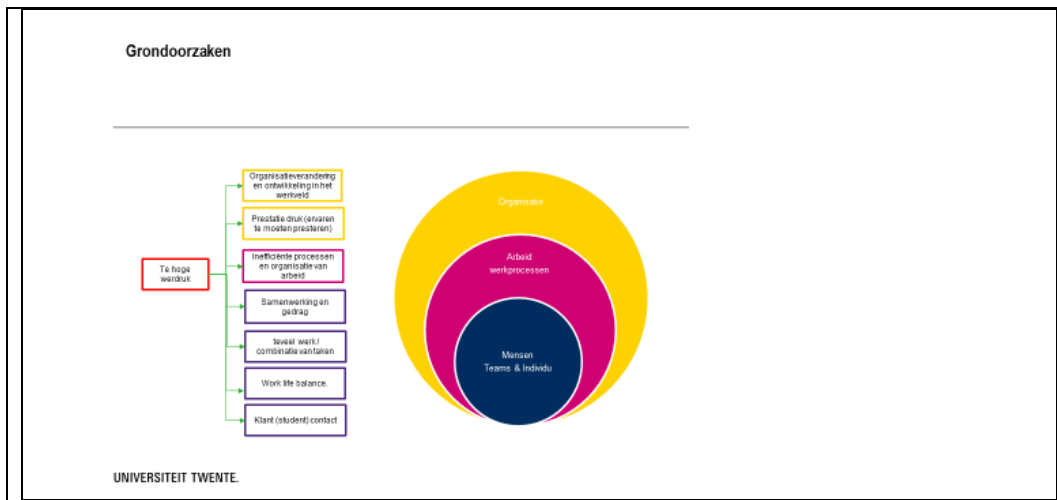 Grondoorzaken
Organisatieverandering
en ontwikkeling in het
werkveld
Prestatie druk (ervaren
te moeten presteren)
Inefficiënte processen
en organisatie van
arbeid
Te hoge
werdruk
Samenwerking en
gedrag
teveel werk/
combinatie van taken
Work life balance.
Klant (student) contact
Organisatie
Arbeid
werkprocessen
Mensen
Teams & Individu
UNIVERSITEIT TWENTE.